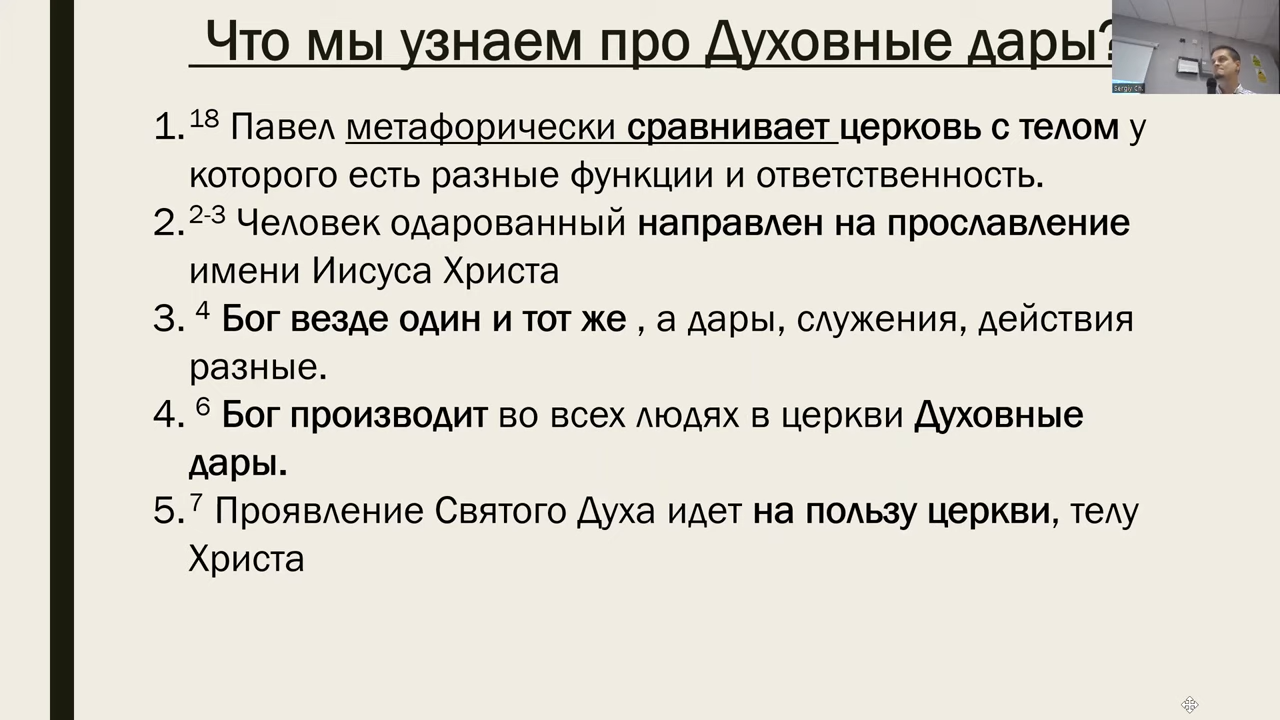 Что мы узнаем про Духовные дары?
Sergiy Ch.
1. 18 Павел метафорически сравнивает церковь с телом у
которого есть разные функции и ответственность.
2. 2-3 Человек одарованный направлен на прославление
имени Иисуса Христа
3. 4 Бог везде один и тот же , а дары, служения, действия
разные.
4. 6 Бог производит во всех людях в церкви Духовные
дары.
5. 7 Проявление Святого Духа идет на пользу церкви, телу
Христа